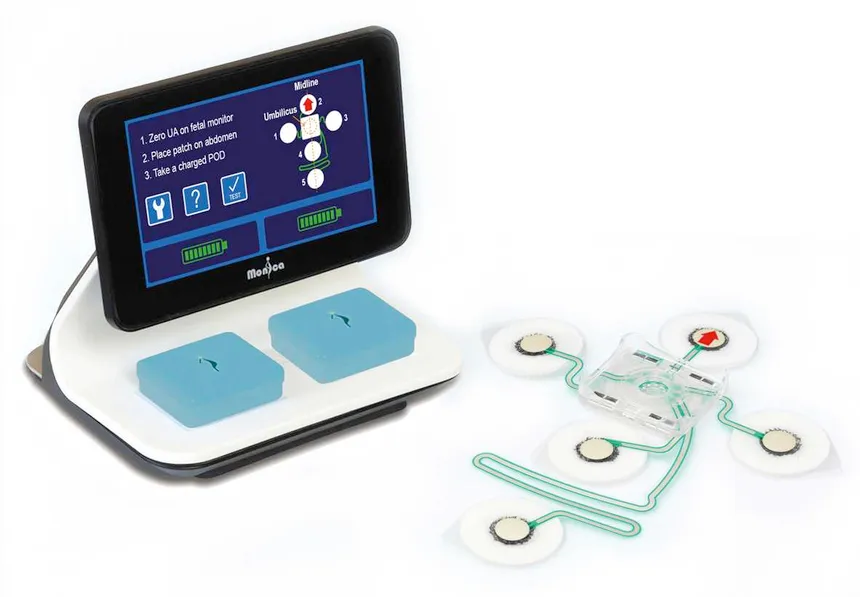 Midline
2
Umbilicus
1. Zero UA on fetal monitor
2. Place patch on abdomen
3. Take a charged POD
1
3
4
5
?
TEST
Monica